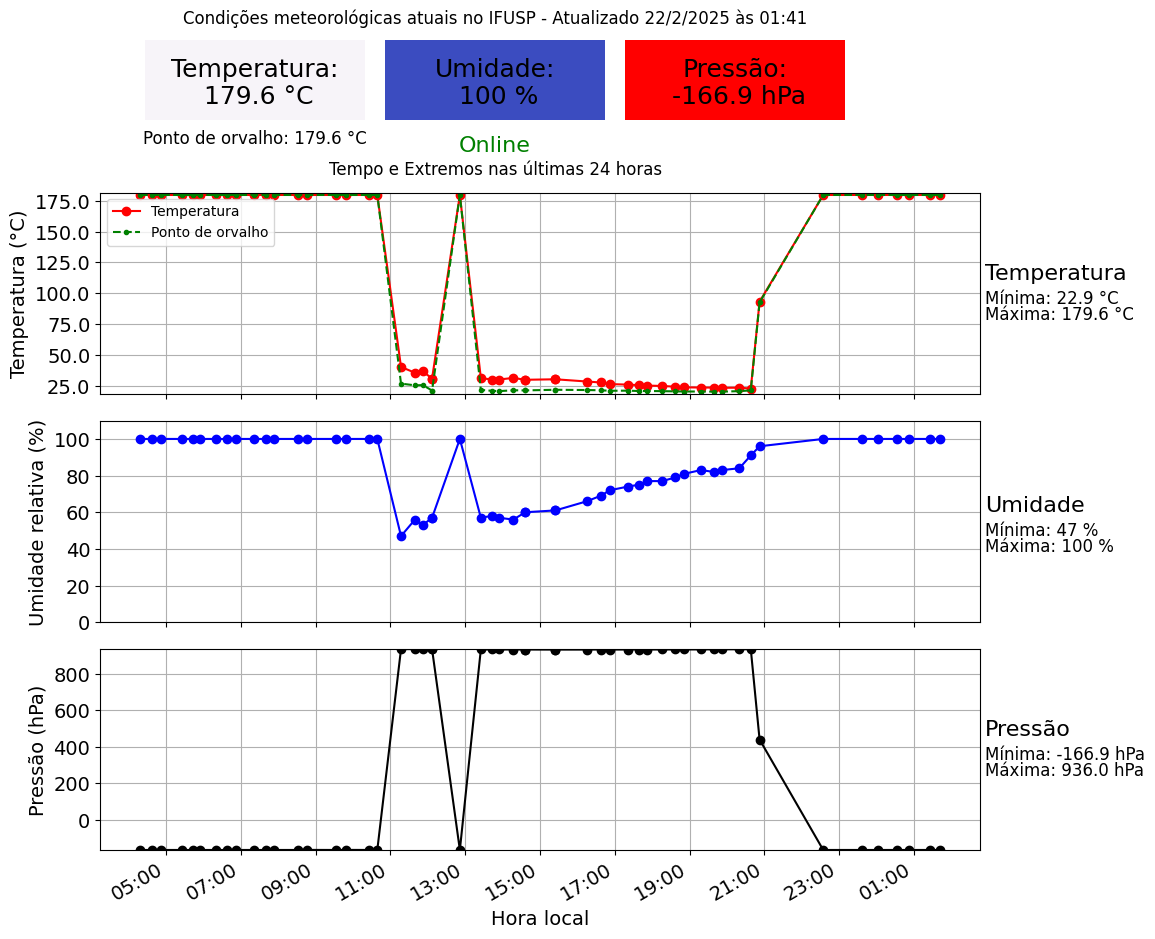 Condições meteorológicas atuais no IFUSP - Atualizado 22/2/2025 às 01:41
Temperatura:
179.6 °C
Umidade:
100 %
Pressão:
-166.9 hPa
Ponto de orvalho: 179.6 °C
Online
Tempo e Extremos nas últimas 24 horas
Temperatura (°C)
175.0
150.0
125.0
100.0
75.0
50.0
25.0
Temperatura
Ponto de orvalho
Temperatura
Mínima: 22.9 °C
Máxima: 179.6 °C
Umidade relativa (%)
100
80
60
40
20
0
Umidade
Mínima: 47 %
Máxima: 100 %
Pressão (hPa)
800
600
400
200
0
Pressão
Mínima: -166.9 hPa
Máxima: 936.0 hPa
05:00
07:00
09:00
11:00
13:00
15:00
17:00
19:00
21:00
23:00
01:00
Hora local